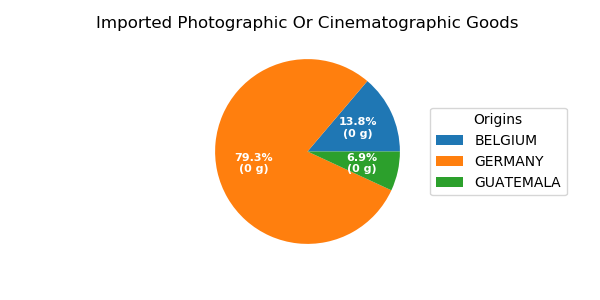 Imported Photographic Or Cinematographic Goods
13.8%
(0 g)
79.3%
(0 g)
6.9%
(0 g)
Origins
BELGIUM
GERMANY
GUATEMALA